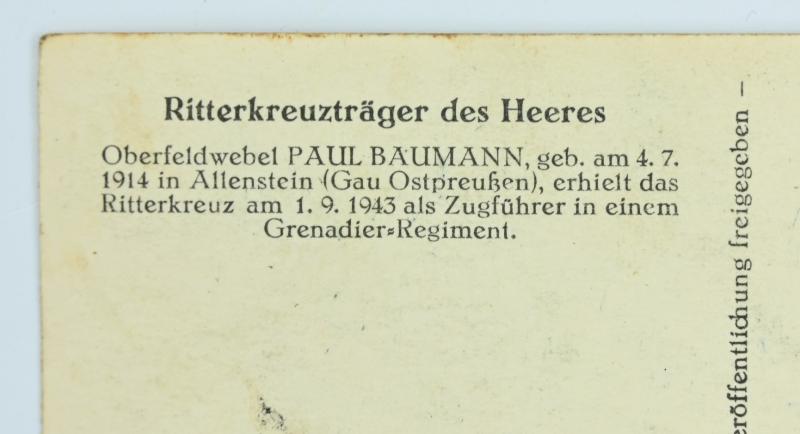 Ritterkreuzträger des Heeres
Oberfeldwebel PAUL BAUMANN, geb. am 4. 7.
1914 in Allenstein (Gau Ostpreußen), erhielt das
Ritterkreuz am 1. 9. 1943 als Zugführer in einem
Grenadier=Regiment.
eröffentlichung freigegeben –